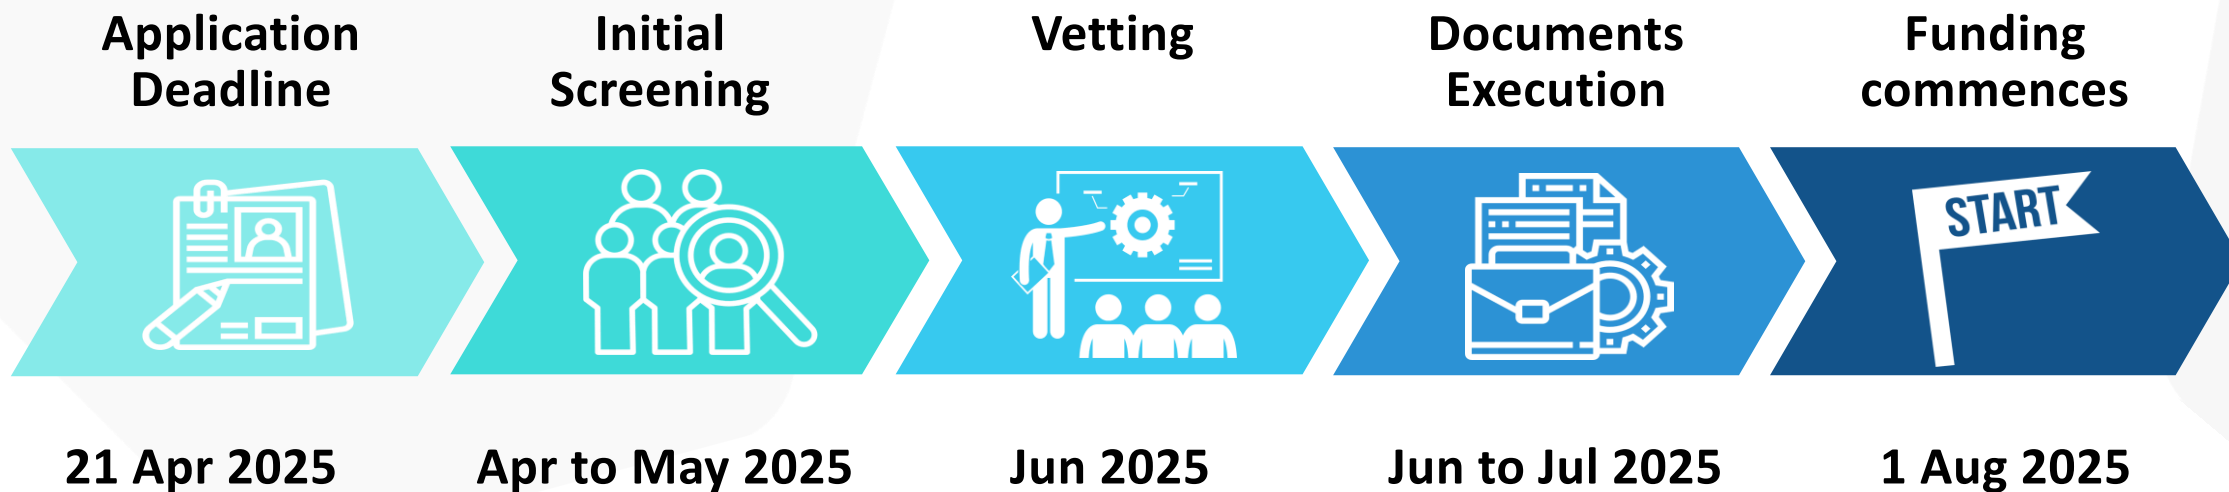 Application
Deadline
Initial
Screening
Vetting
Documents
Execution
Funding
commences
START
21 Apr 2025
Apr to May 2025
Jun 2025
Jun to Jul 2025
1 Aug 2025